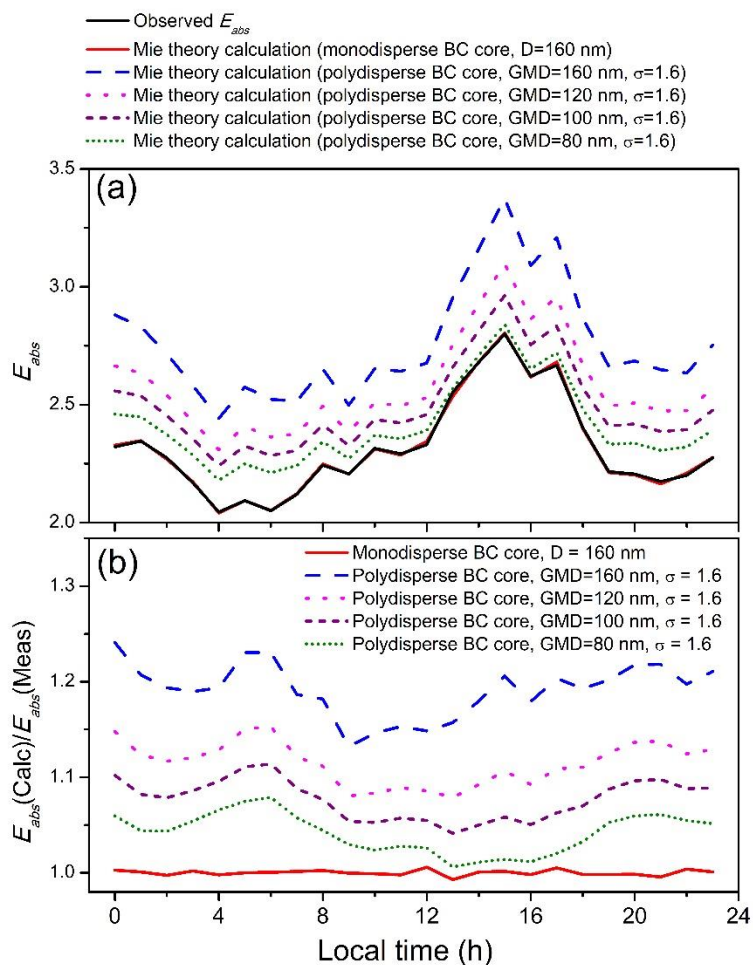 Observed Eabs
Mie theory calculation (monodisperse BC core, D=160 nm)
Mie theory calculation (polydisperse BC core, GMD=160 nm, σ=1.6)
Mie theory calculation (polydisperse BC core, GMD=120 nm, σ=1.6)
Mie theory calculation (polydisperse BC core, GMD=100 nm, σ=1.6)
Mie theory calculation (polydisperse BC core, GMD=80 nm, σ=1.6)
(a)
3.5
3.0
2.5
2.0
Eabs
(b)
Monodisperse BC core, D = 160 nm
Polydisperse BC core, GMD=160 nm, σ = 1.6
Polydisperse BC core, GMD=120 nm, σ = 1.6
Polydisperse BC core, GMD=100 nm, σ = 1.6
Polydisperse BC core, GMD=80 nm, σ = 1.6
1.3
1.2
1.1
1.0
Eabs(Calc)/Eabs(Meas)
0 4 8 12 16 20 24
Local time (h)